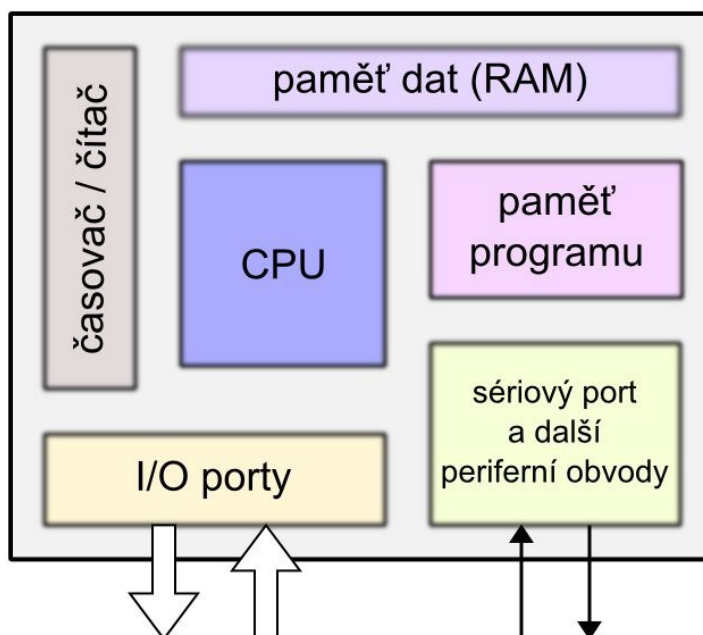 paměť dat (RAM)
časovač / čítač
CPU
paměť
programu
sériový port
a další
periferní obvody
I/O porty